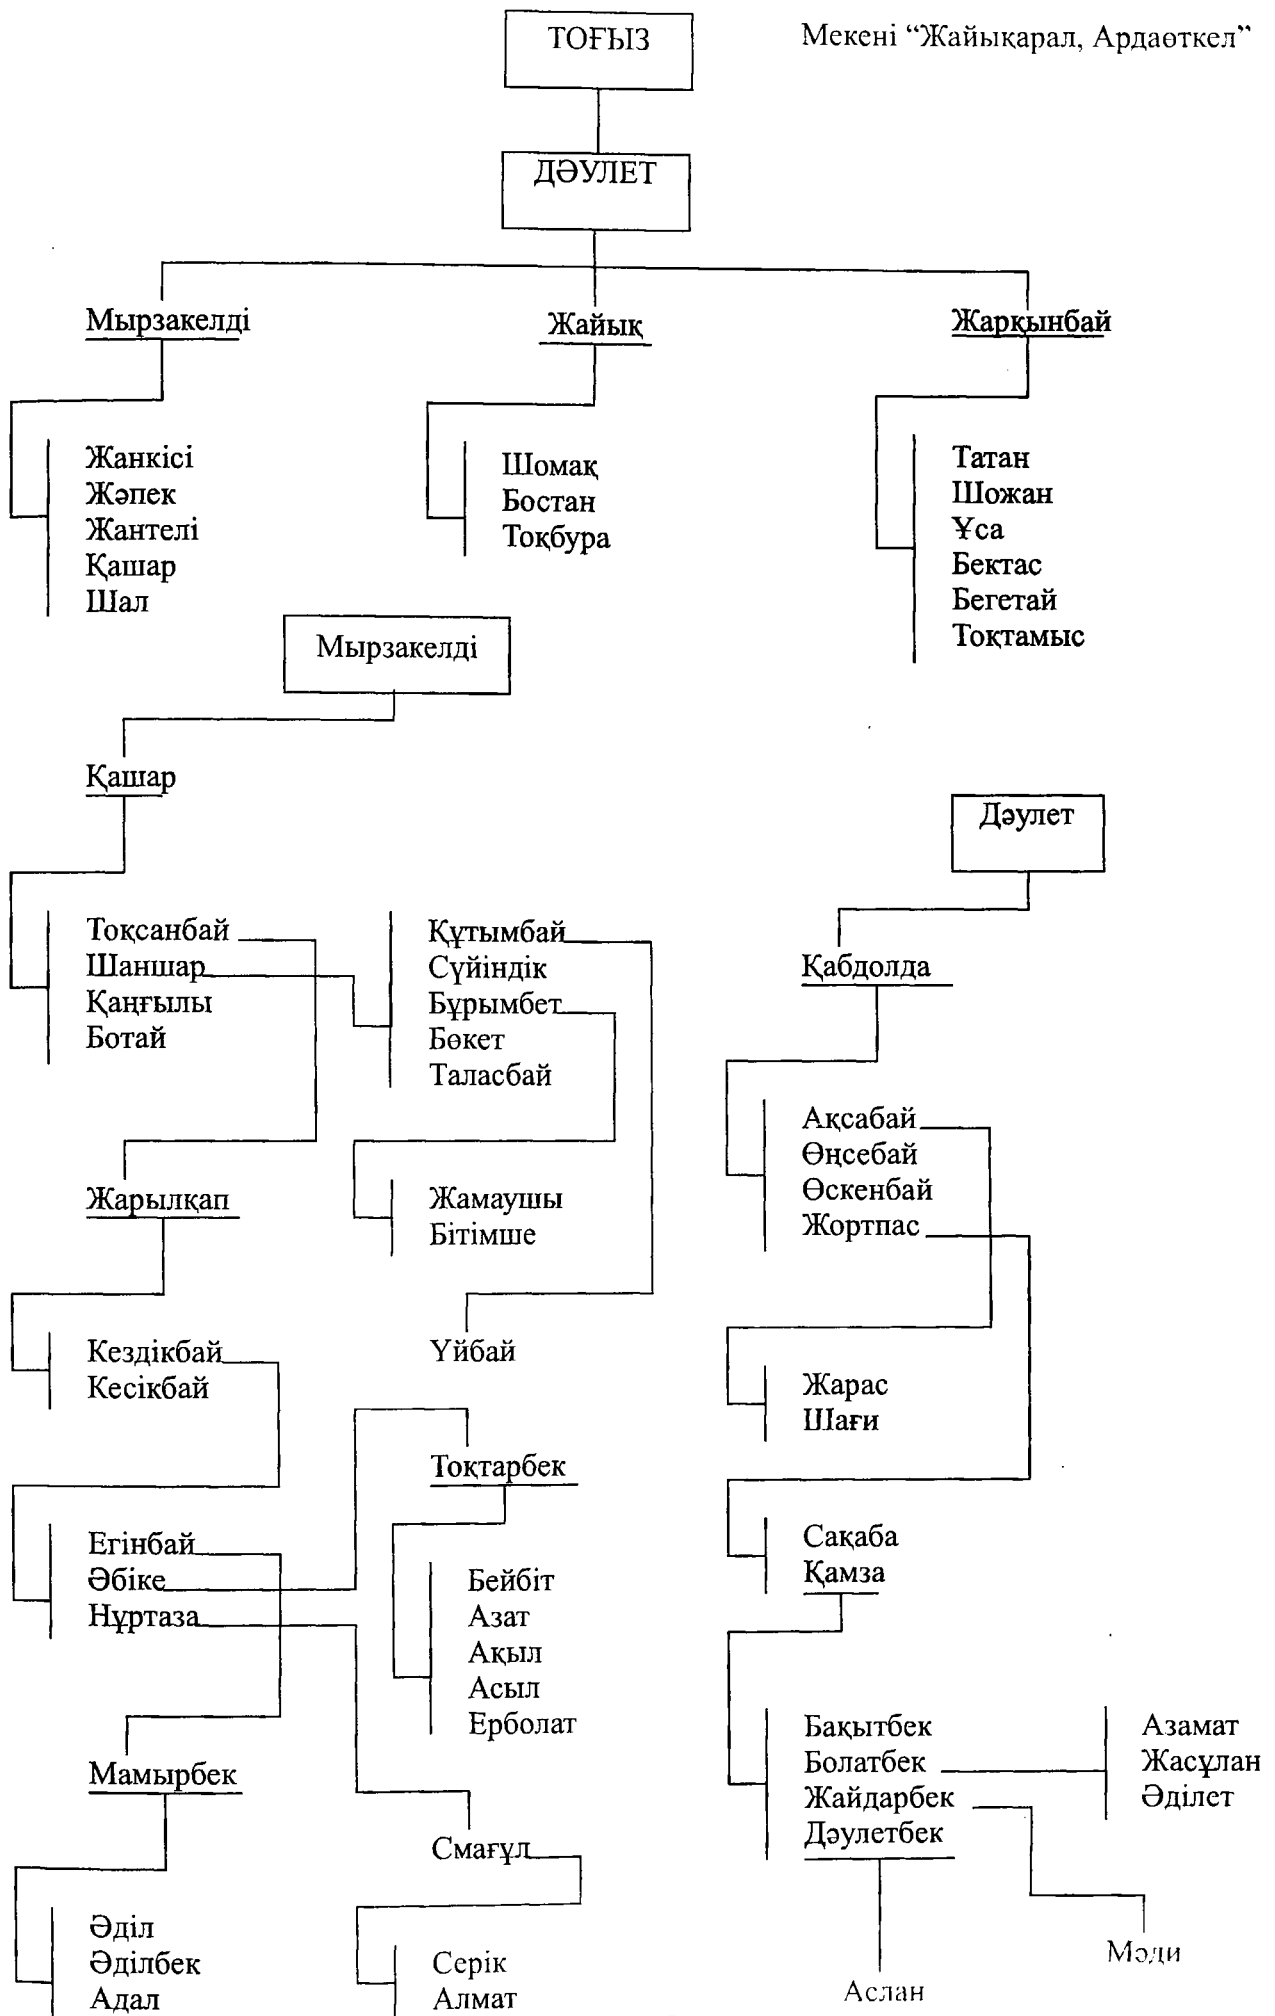 ТОҒЫЗ
Мекені “Жайықарал, Ардаөткел”
ДӘУЛЕТ
Мырзакелді
Жайық
Жарқынбай
Жанкісі
Жәпек
Жантелі
Қашар
Шал
Шомақ
Бостан
Тоқбура
Татан
Шожан
Ұса
Бектас
Бегетай
Тоқтамыс
Мырзакелді
Қашар
Тоқсанбай
Шаншар
Қаңғылы
Ботай
Құтымбай
Сүйіндік
Бұрымбет
Бөкет
Таласбай
Жарылқап
Жамаушы
Бітімше
Кездікбай
Кесікбай
Үйбай
Тоқтарбек
Егінбай
Әбіке
Нұртаза
Бейбіт
Азат
Ақыл
Асыл
Ерболат
Мамырбек
Смағұл
Әділ
Әділбек
Адал
Серік
Алмат
Дәулет
Қабдолда
Ақсабай
Өңсебай
Өскенбай
Жортпас
Жарас
Шағи
Сақаба
Қамза
Бақытбек
Болатбек
Жайдарбек
Дәулетбек
Азамат
Жасұлан
Әділет
Мәди
Аслан